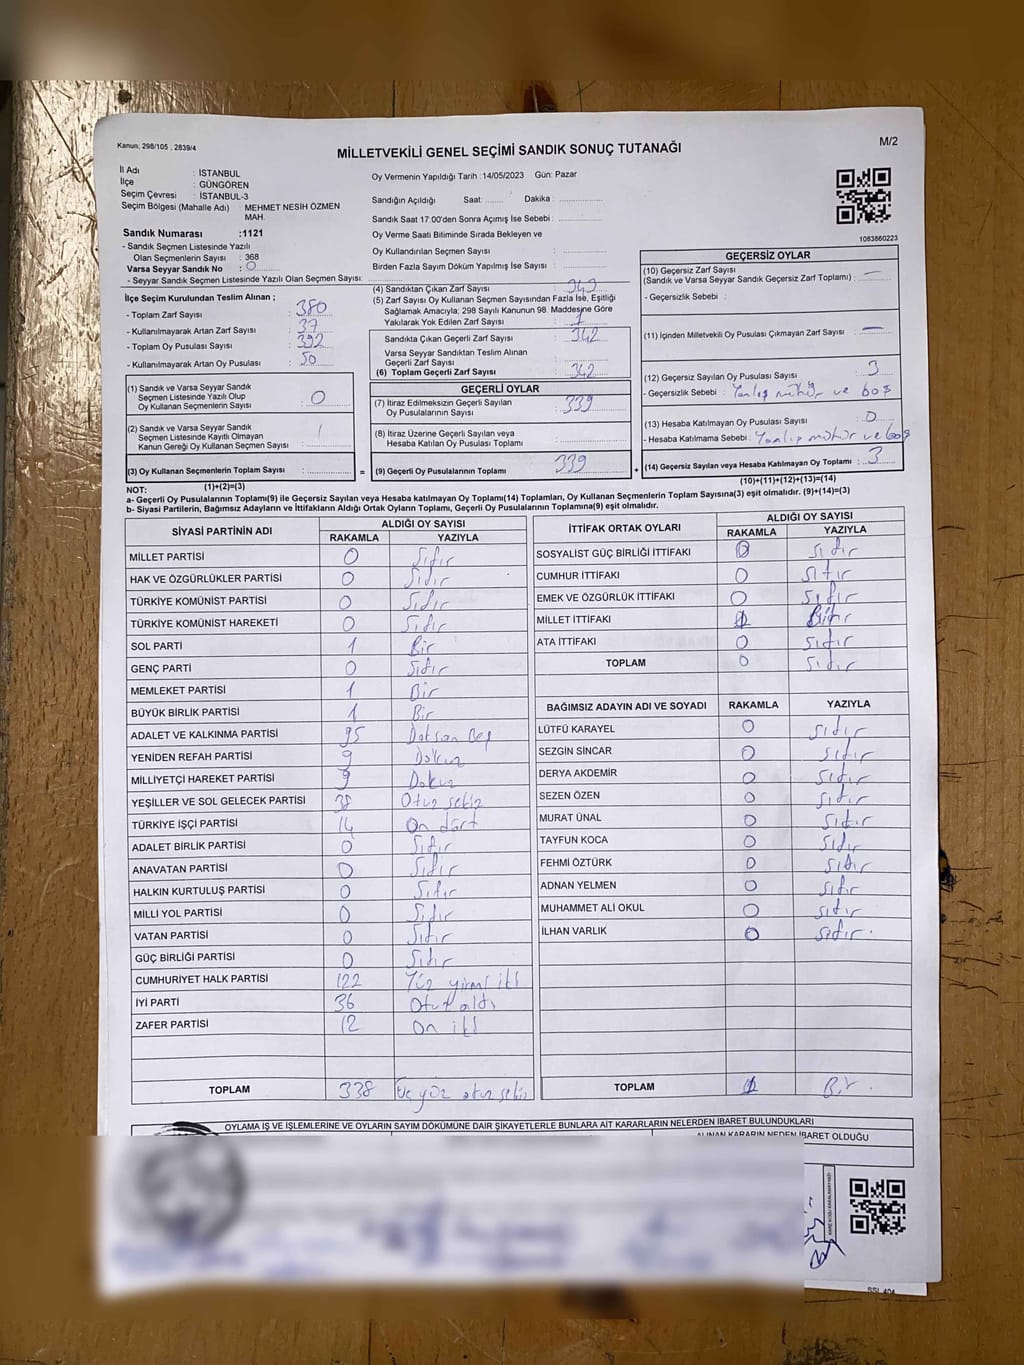 Kanun, 298/105 , 2839/4
M/2
MİLLETVEKİLİ GENEL SEÇİMİ SANDIK SONUÇ TUTANAĞI
İl Adı : İSTANBUL
İlçe : GÜNGÖREN
Seçim Çevresi : İSTANBUL-3
Seçim Bölgesi (Mahalle Adı) : MEHMET NESİH ÖZMEN
MAH.
Sandık Numarası :1121
- Sandık Seçmen Listesinde Yazılı
Olan Seçmenlerin Sayısı : 368
Varsa Seyyar Sandık No : 0
- Seyyar Sandık Seçmen Listesinde Yazılı Olan Seçmen Sayısı:
İlçe Seçim Kurulundan Teslim Alınan ;
- Toplam Zarf Sayısı : 380
- Kullanılmayarak Artan Zarf Sayısı : 37
- Toplam Oy Pusulası Sayısı : 392
- Kullanılmayarak Artan Oy Pusulası : 50
(1) Sandık ve Varsa Seyyar Sandık
Seçmen Listesinde Yazılı Olup
Oy Kullanan Seçmenlerin Sayısı : 0
(2) Sandık ve Varsa Seyyar Sandık
Seçmen Listesinde Kayıtlı Olmayan
Kanun Gereği Oy Kullanan Seçmen Sayısı : 1
(3) Oy Kullanan Seçmenlerin Toplam Sayısı :
(1)+(2)=(3)
Oy Vermenin Yapıldığı Tarih :14/05/2023 Gün: Pazar
Sandığın Açıldığı Saat: Dakika :
Sandık Saat 17:00'den Sonra Açımış İse Sebebi :
Oy Verme Saati Bitiminde Sırada Bekleyen ve
Oy Kullandırılan Seçmen Sayısı :
Birden Fazla Sayım Döküm Yapılmış İse Sayısı :
(4) Sandıktan Çıkan Zarf Sayısı : 343
(5) Zarf Sayısı Oy Kullanan Seçmen Sayısından Fazla İse, Eşitliği
Sağlamak Amacıyla; 298 Sayılı Kanunun 98. Maddesine Göre
Yakılarak Yok Edilen Zarf Sayısı : 1
Sandıkta Çıkan Geçerli Zarf Sayısı : 342
Varsa Seyyar Sandıktan Teslim Alınan
Geçerli Zarf Sayısı :
(6) Toplam Geçerli Zarf Sayısı : 342
GEÇERLİ OYLAR
(7) İtiraz Edilmeksizin Geçerli Sayılan
Oy Pusulalarının Sayısı : 339
(8) İtiraz Üzerine Geçerli Sayılan veya
Hesaba Katılan Oy Pusulası Toplamı :
= (9) Geçerli Oy Pusulalarının Toplamı 339
1083860223
GEÇERSİZ OYLAR
(10) Geçersiz Zarf Sayısı
(Sandık ve Varsa Seyyar Sandık Geçersiz Zarf Toplamı) : —
- Geçersizlik Sebebi :
(11) İçinden Milletvekili Oy Pusulası Çıkmayan Zarf Sayısı : —
(12) Geçersiz Sayılan Oy Pusulası Sayısı : 3
- Geçersizlik Sebebi : Yanlış mühür ve boş
(13) Hesaba Katılmayan Oy Pusulası Sayısı : 0
- Hesaba Katılmama Sebebi : Yanlış mühür ve boş
+ (14) Geçersiz Sayılan veya Hesaba Katılmayan Oy Toplamı : 3
(10)+(11)+(12)+(13)=(14)
NOT:
a- Geçerli Oy Pusulalarının Toplamı(9) ile Geçersiz Sayılan veya Hesaba katılmayan Oy Toplamı(14) Toplamları, Oy Kullanan Seçmenlerin Toplam Sayısına(3) eşit olmalıdır. (9)+(14)=(3)
b- Siyasi Partilerin, Bağımsız Adayların ve İttifakların Aldığı Ortak Oyların Toplamı, Geçerli Oy Pusulalarının Toplamına(9) eşit olmalıdır.
SİYASİ PARTİNİN ADI
ALDIĞI OY SAYISI
RAKAMLA YAZIYLA
MİLLET PARTİSİ 0 Sıfır
HAK VE ÖZGÜRLÜKLER PARTİSİ 0 Sıfır
TÜRKİYE KOMÜNİST PARTİSİ 0 Sıfır
TÜRKİYE KOMÜNİST HAREKETİ 0 Sıfır
SOL PARTİ 1 Bir
GENÇ PARTİ 0 Sıfır
MEMLEKET PARTİSİ 1 Bir
BÜYÜK BİRLİK PARTİSİ 1 Bir
ADALET VE KALKINMA PARTİSİ 95 Doksan Beş
YENİDEN REFAH PARTİSİ 9 Dokuz
MİLLİYETÇİ HAREKET PARTİSİ 9 Dokuz
YEŞİLLER VE SOL GELECEK PARTİSİ 38 Otuz sekiz
TÜRKİYE İŞÇİ PARTİSİ 14 On dört
ADALET BİRLİK PARTİSİ 0 Sıfır
ANAVATAN PARTİSİ 0 Sıfır
HALKIN KURTULUŞ PARTİSİ 0 Sıfır
MİLLİ YOL PARTİSİ 0 Sıfır
VATAN PARTİSİ 0 Sıfır
GÜÇ BİRLİĞİ PARTİSİ 0 Sıfır
CUMHURİYET HALK PARTİSİ 122 Yüz yirmi iki
İYİ PARTİ 36 Otuz altı
ZAFER PARTİSİ 12 On iki
TOPLAM 338 Üç yüz otuz sekiz
İTTİFAK ORTAK OYLARI
ALDIĞI OY SAYISI
RAKAMLA YAZIYLA
SOSYALİST GÜÇ BİRLİĞİ İTTİFAKI 0 Sıfır
CUMHUR İTTİFAKI 0 Sıfır
EMEK VE ÖZGÜRLÜK İTTİFAKI 0 Sıfır
MİLLET İTTİFAKI 1 Bir
ATA İTTİFAKI 0 Sıfır
TOPLAM 0 Sıfır
BAĞIMSIZ ADAYIN ADI VE SOYADI RAKAMLA YAZIYLA
LÜTFÜ KARAYEL 0 Sıfır
SEZGİN SİNCAR 0 Sıfır
DERYA AKDEMİR 0 Sıfır
SEZEN ÖZEN 0 Sıfır
MURAT ÜNAL 0 Sıfır
TAYFUN KOCA 0 Sıfır
FEHMİ ÖZTÜRK 0 Sıfır
ADNAN YELMEN 0 Sıfır
MUHAMMET ALİ OKUL 0 Sıfır
İLHAN VARLIK 0 Sıfır.
TOPLAM 1 Bir.
OYLAMA İŞ VE İŞLEMLERİNE VE OYLARIN SAYIM DÖKÜMÜNE DAİR ŞİKAYETLERLE BUNLARA AİT KARARLARIN NELERDEN İBARET BULUNDUKLARI
ALINAN KARARIN NEDEN İBARET OLDUĞU